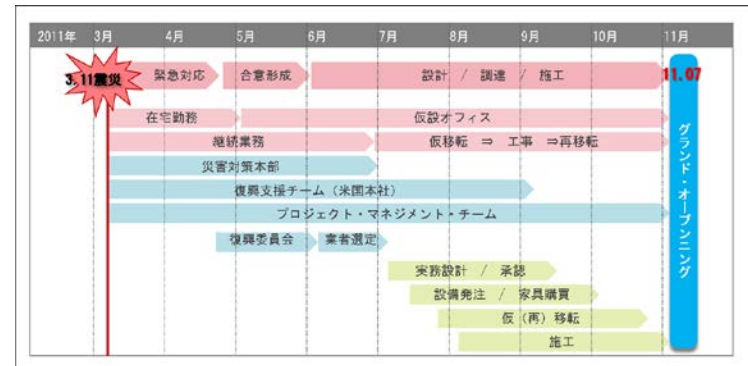 2011年 3月 4月 5月 6月 7月 8月 9月 10月 11月
3.11震災 緊急対応 合意形成 設計 / 調達 / 施工 11.07
在宅勤務 仮設オフィス
継続業務 仮移転 ⇒ 工事 ⇒再移転
災害対策本部
復興支援チーム（米国本社）
プロジェクト・マネジメント・チーム
復興委員会 業者選定
実務設計 / 承認
設備発注 / 家具購買
仮（再）移転
施工
グランド・オープンニング